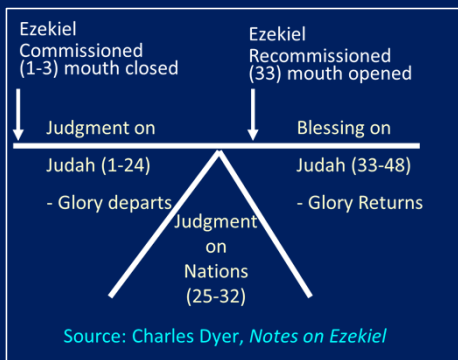 Ezekiel
Commissioned
(1-3) mouth closed
Ezekiel
Recommissioned
(33) mouth opened
Judgment on
Judah (1-24)
- Glory departs
Blessing on
Judah (33-48)
- Glory Returns
Judgment
on
Nations
(25-32)
Source: Charles Dyer, Notes on Ezekiel